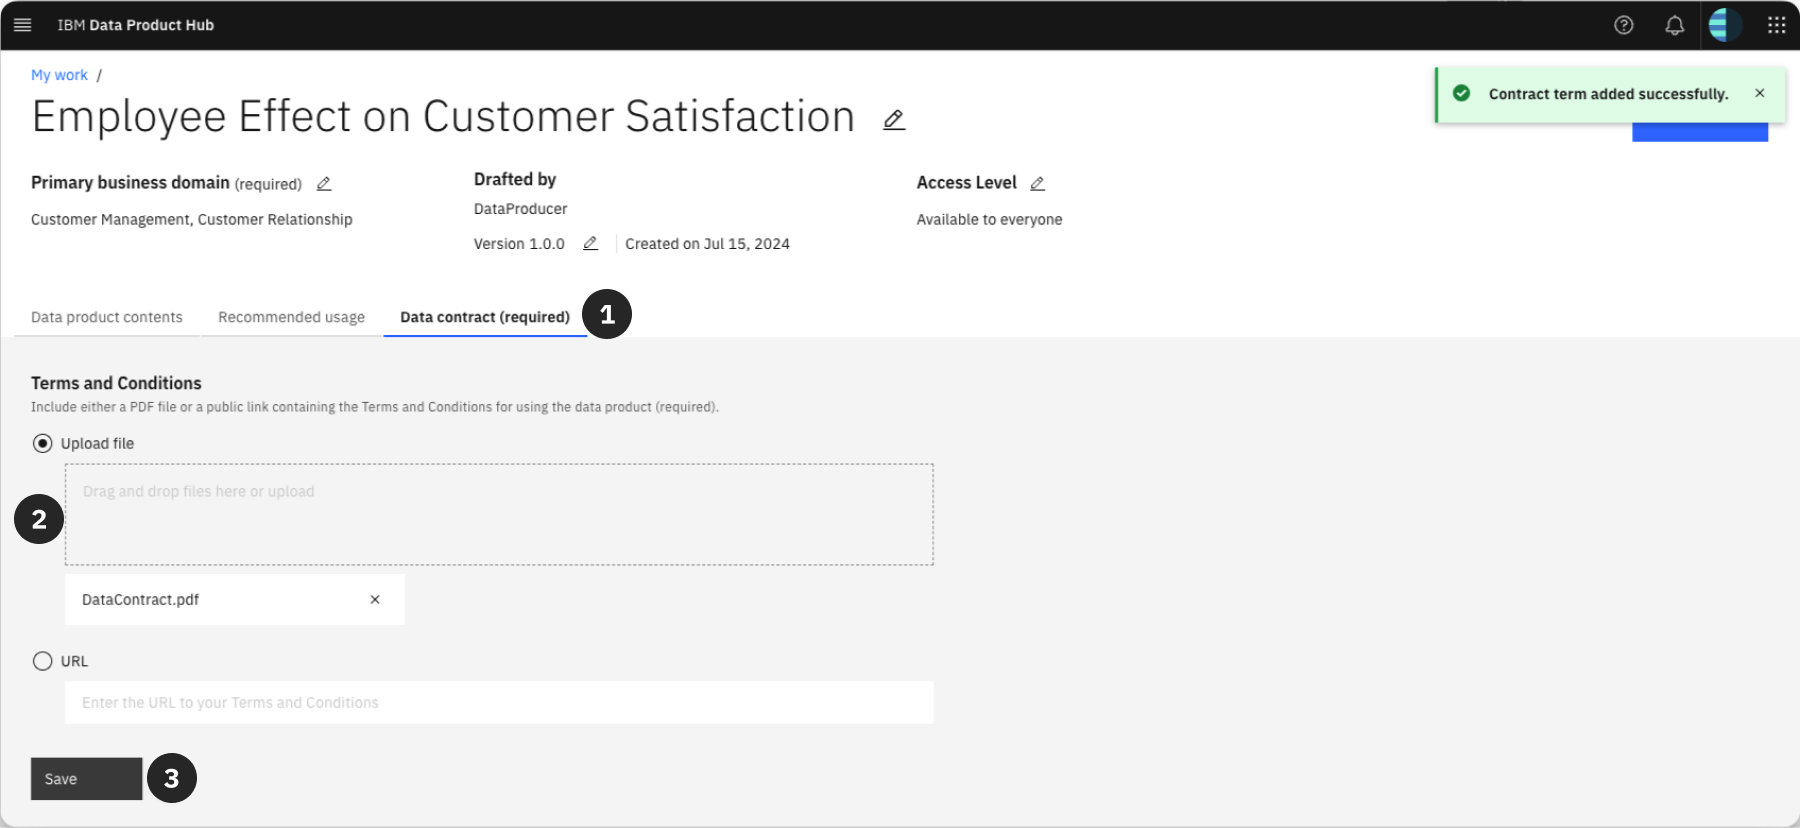 IBM Data Product Hub
My work /
Contract term added successfully.
Employee Effect on Customer Satisfaction
Primary business domain (required)
Customer Management, Customer Relationship
Drafted by
DataProducer
Version 1.0.0 Created on Jul 15, 2024
Access Level
Available to everyone
Data product contents Recommended usage Data contract (required) 1
Terms and Conditions
Include either a PDF file or a public link containing the Terms and Conditions for using the data product (required).
Upload file
Drag and drop files here or upload
2
DataContract.pdf
URL
Enter the URL to your Terms and Conditions
Save 3